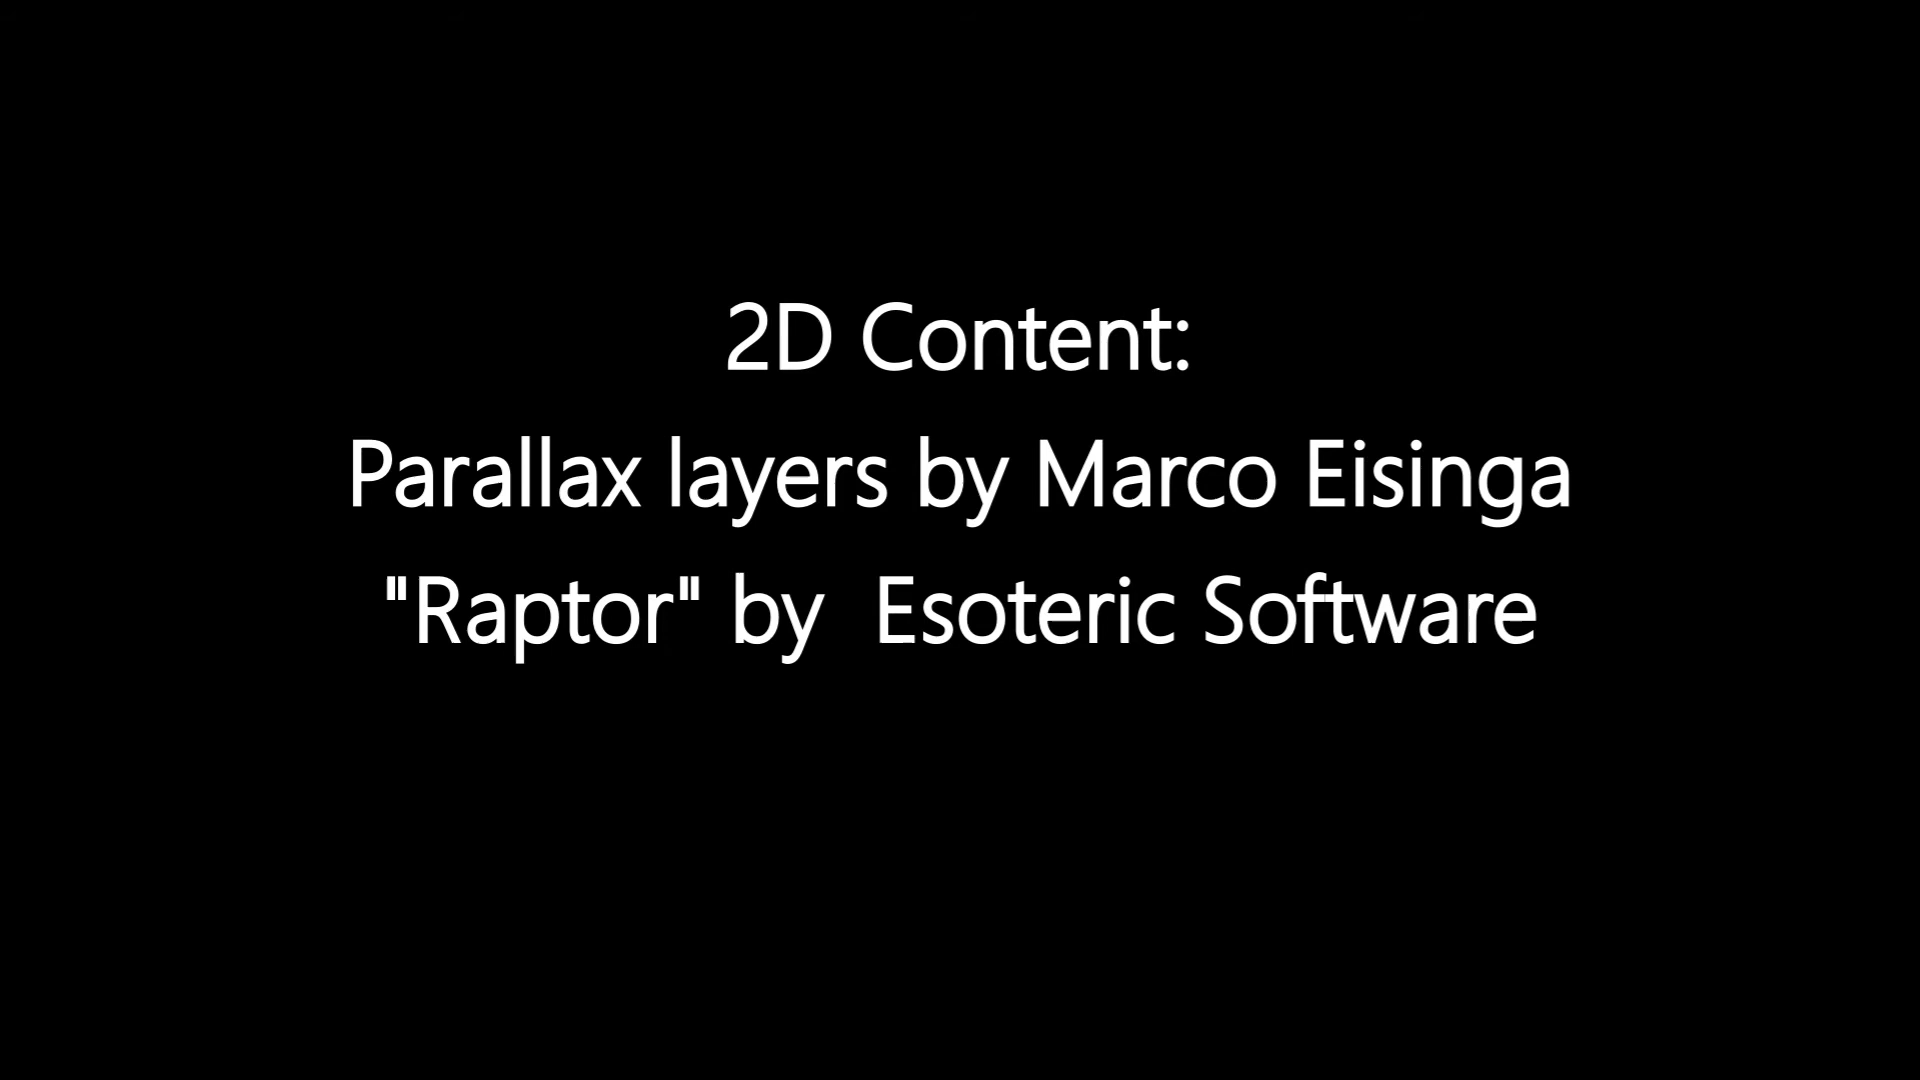 2D Content:
Parallax layers by Marco Eisinga
"Raptor" by  Esoteric Software